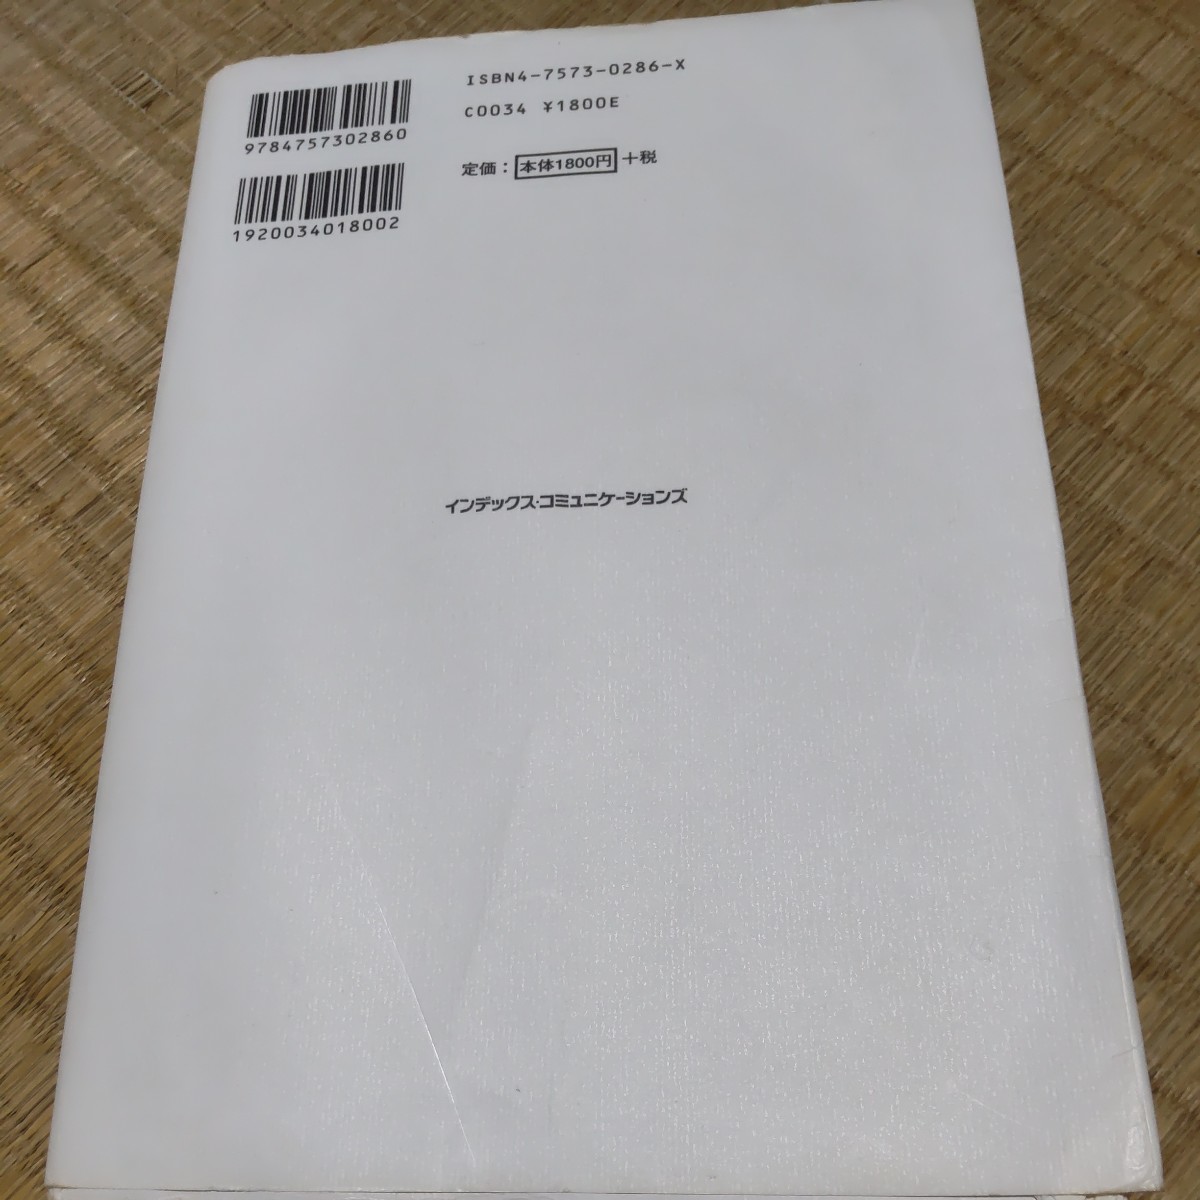 ISBN4-7573-0286-X
C0034 ¥1800E
定価：本体1800円+税
9784757302860
1920034018002
インデックス・コミュニケーションズ